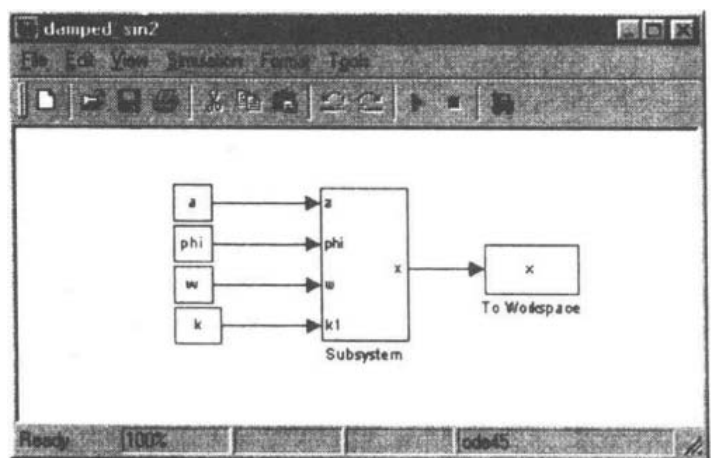 damped_sin2
File Edit View Simulation Format Tools
a
phi
w
k
a
phi
w
k1
x
Subsystem
x
To Workspace
Ready 100% ode45